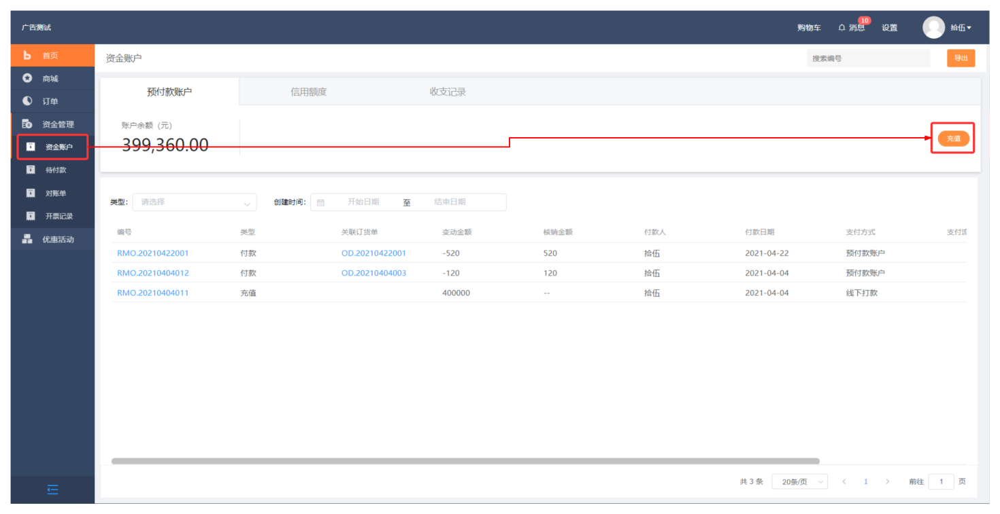 广告测试
购物车 消息 10 设置 拾伍
首页
商城
订单
资金管理
资金账户
待付款
对账单
开票记录
优惠活动
资金账户 搜索编号 导出
预付款账户 信用额度 收支记录
账户余额（元）
399,360.00
充值
类型： 请选择 创建时间： 开始日期 至 结束日期
编号 类型 关联订货单 变动金额 核销金额 付款人 付款日期 支付方式 支付
RMO.20210422001 付款 OD.20210422001 -520 520 拾伍 2021-04-22 预付款账户
RMO.20210404012 付款 OD.20210404003 -120 120 拾伍 2021-04-04 预付款账户
RMO.20210404011 充值 400000 -- 拾伍 2021-04-04 线下打款
共 3 条 20条/页 < 1 > 前往 1 页